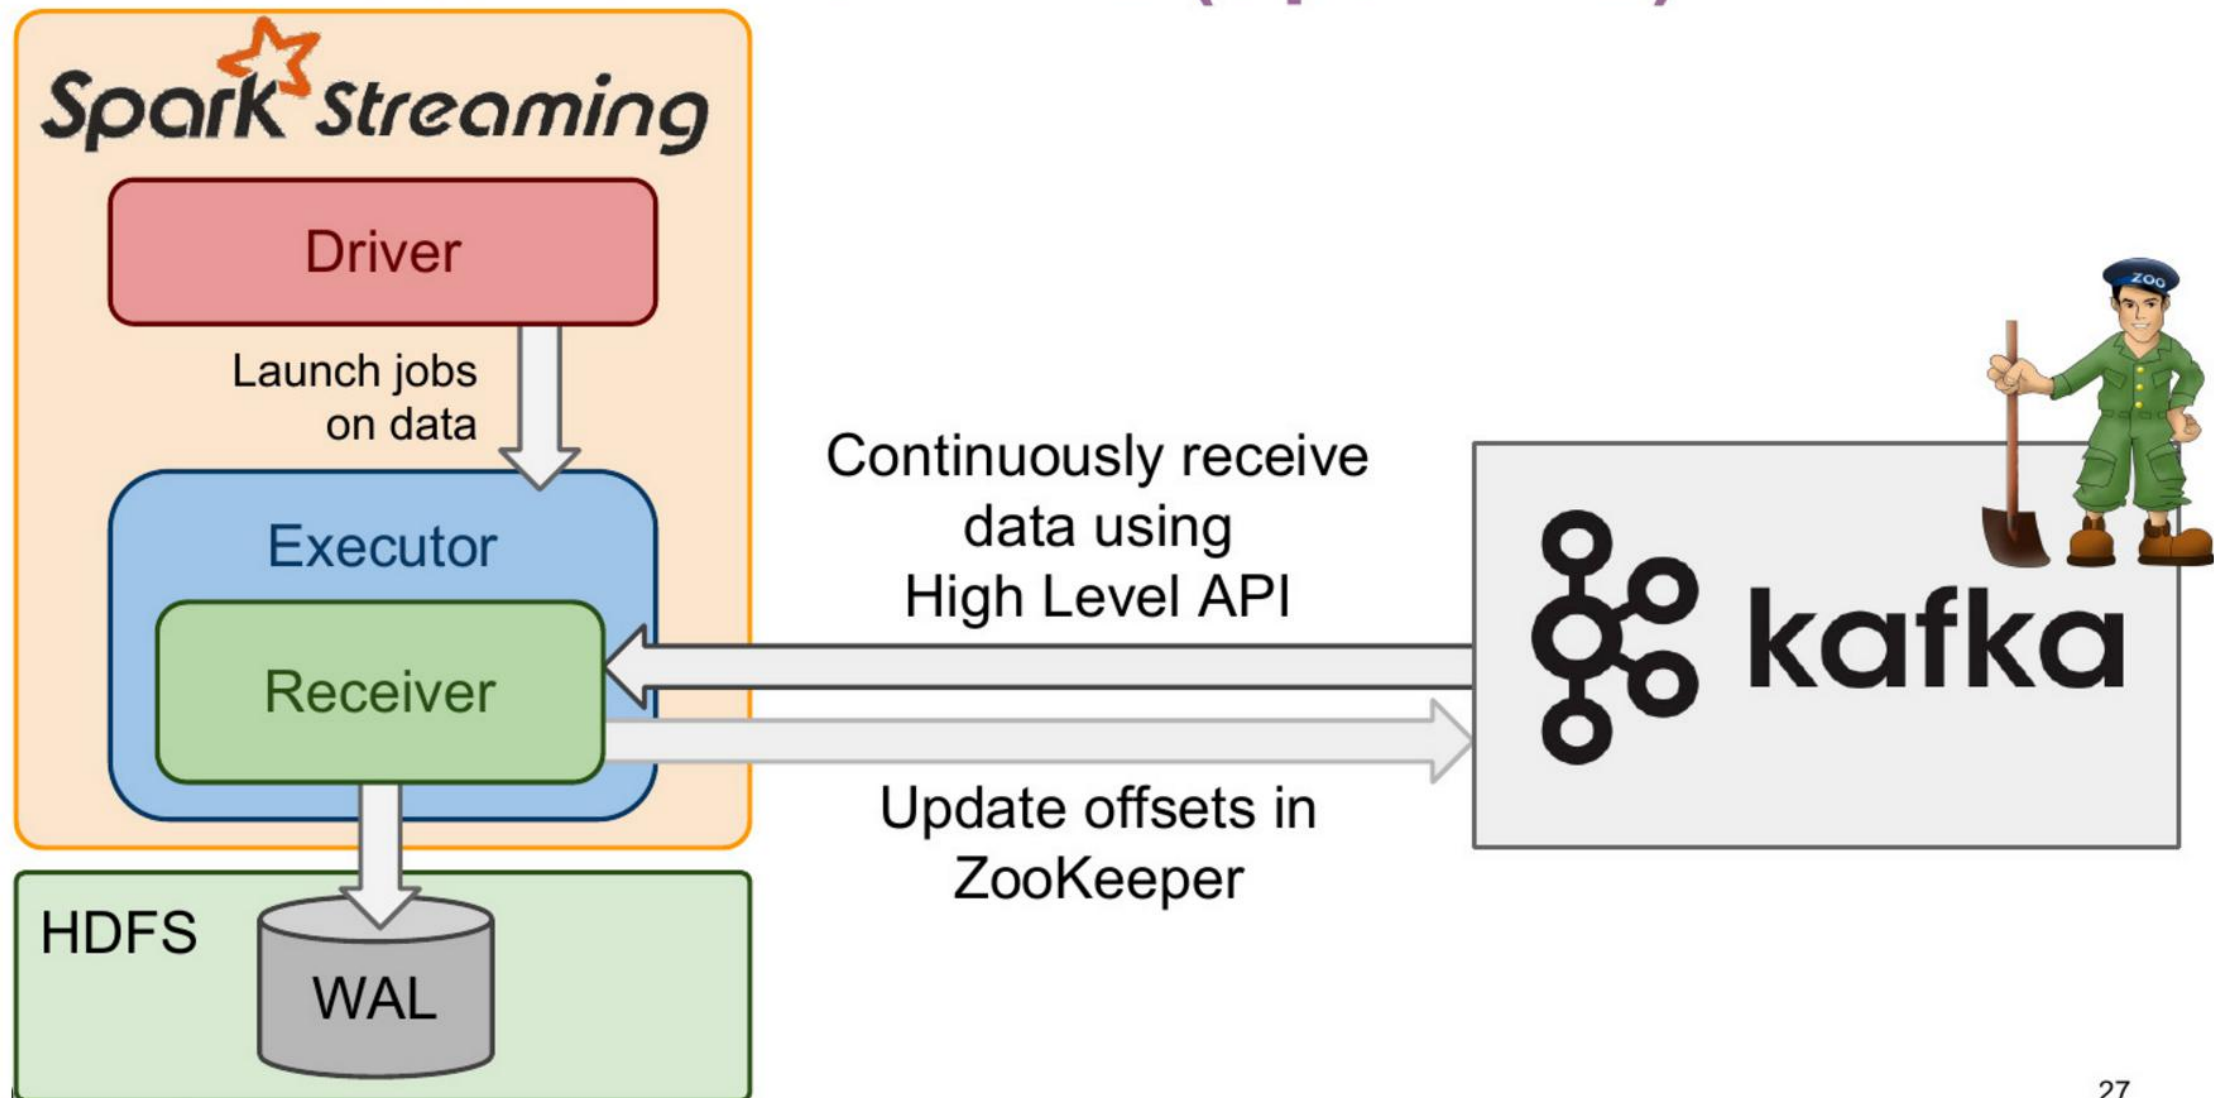 Spark Streaming
Driver
Launch jobs
on data
Executor
Receiver
HDFS
WAL
Continuously receive
data using
High Level API
Update offsets in
ZooKeeper
ZOO
kafka
27